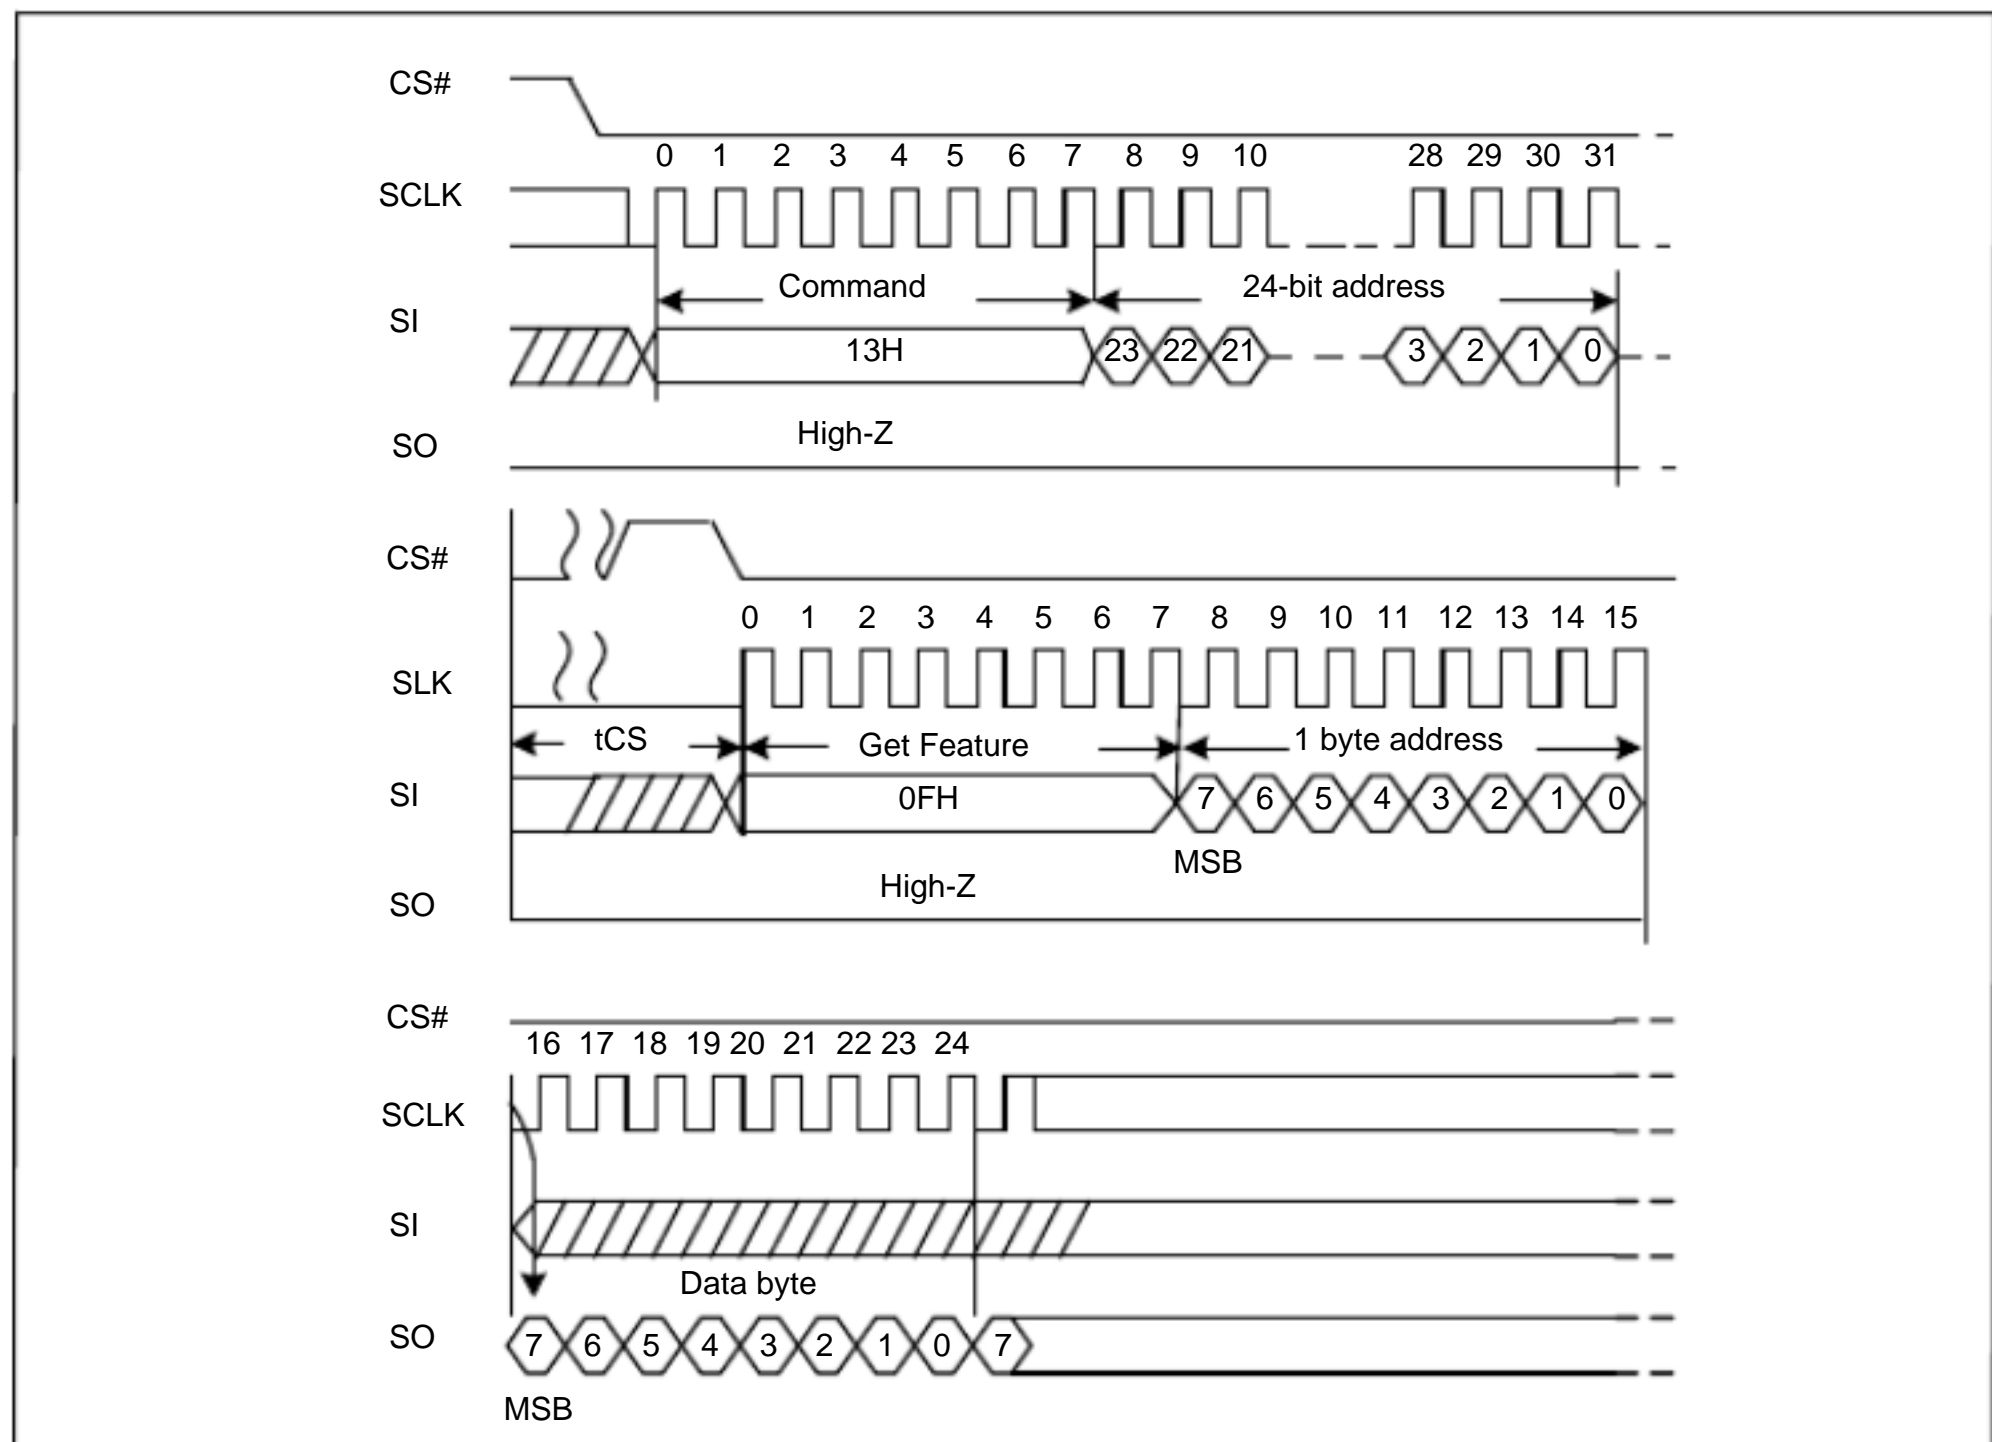 CS#
0 1 2 3 4 5 6 7 8 9 10 28 29 30 31
SCLK
Command 24-bit address
SI
13H 23 22 21 3 2 1 0
High-Z
SO
CS#
0 1 2 3 4 5 6 7 8 9 10 11 12 13 14 15
SLK
tCS Get Feature 1 byte address
SI 0FH 7 6 5 4 3 2 1 0
MSB
High-Z
SO
CS#
16 17 18 19 20 21 22 23 24
SCLK
SI
Data byte
SO 7 6 5 4 3 2 1 0 7
MSB